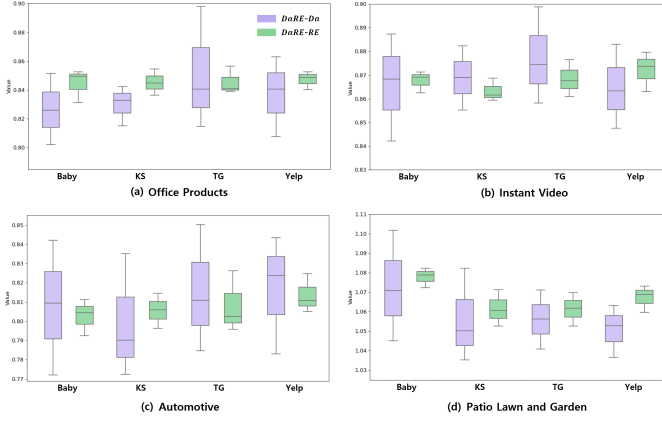 0.90
0.88
0.86
0.84
0.82
0.80
Value
DaRE-Da
DaRE-RE
Baby KS TG Yelp
(a) Office Products
0.90
0.89
0.88
0.87
0.86
0.85
0.84
0.83
Value
Baby KS TG Yelp
(b) Instant Video
0.85
0.84
0.83
0.82
0.81
0.80
0.79
0.78
0.77
Value
Baby KS TG Yelp
(c) Automotive
1.11
1.10
1.09
1.08
1.07
1.06
1.05
1.04
1.03
Value
Baby KS TG Yelp
(d) Patio Lawn and Garden